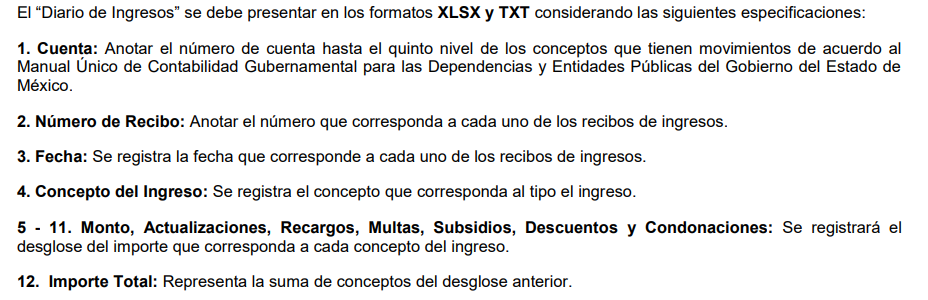 El “Diario de Ingresos” se debe presentar en los formatos XLSX y TXT considerando las siguientes especificaciones:
1. Cuenta: Anotar el número de cuenta hasta el quinto nivel de los conceptos que tienen movimientos de acuerdo al
Manual Único de Contabilidad Gubernamental para las Dependencias y Entidades Públicas del Gobierno del Estado de
México.
2. Número de Recibo: Anotar el número que corresponda a cada uno de los recibos de ingresos.
3. Fecha: Se registra la fecha que corresponde a cada uno de los recibos de ingresos.
4. Concepto del Ingreso: Se registra el concepto que corresponda al tipo el ingreso.
5 - 11. Monto, Actualizaciones, Recargos, Multas, Subsidios, Descuentos y Condonaciones: Se registrará el
desglose del importe que corresponda a cada concepto del ingreso.
12. Importe Total: Representa la suma de conceptos del desglose anterior.